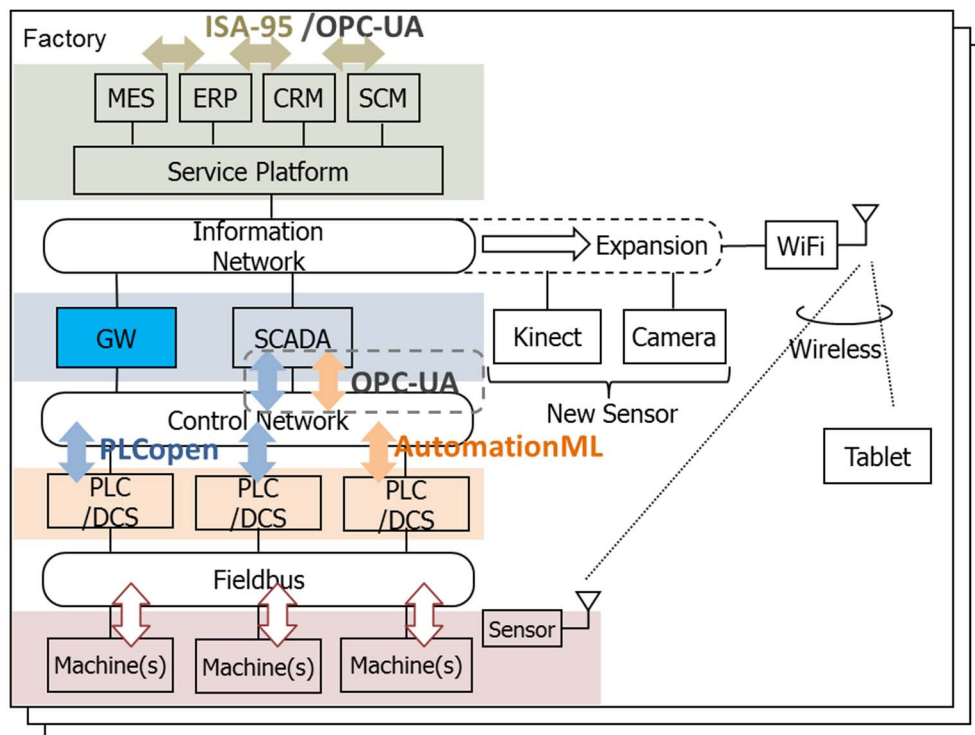 ISA-95 /OPC-UA
Factory
MES
ERP
CRM
SCM
Service Platform
Information
Network
Expansion
WiFi
GW
SCADA
Kinect
Camera
Wireless
OPC-UA
New Sensor
Control Network
PLCopen
AutomationML
Tablet
PLC
/DCS
PLC
/DCS
PLC
/DCS
Fieldbus
Sensor
Machine(s)
Machine(s)
Machine(s)